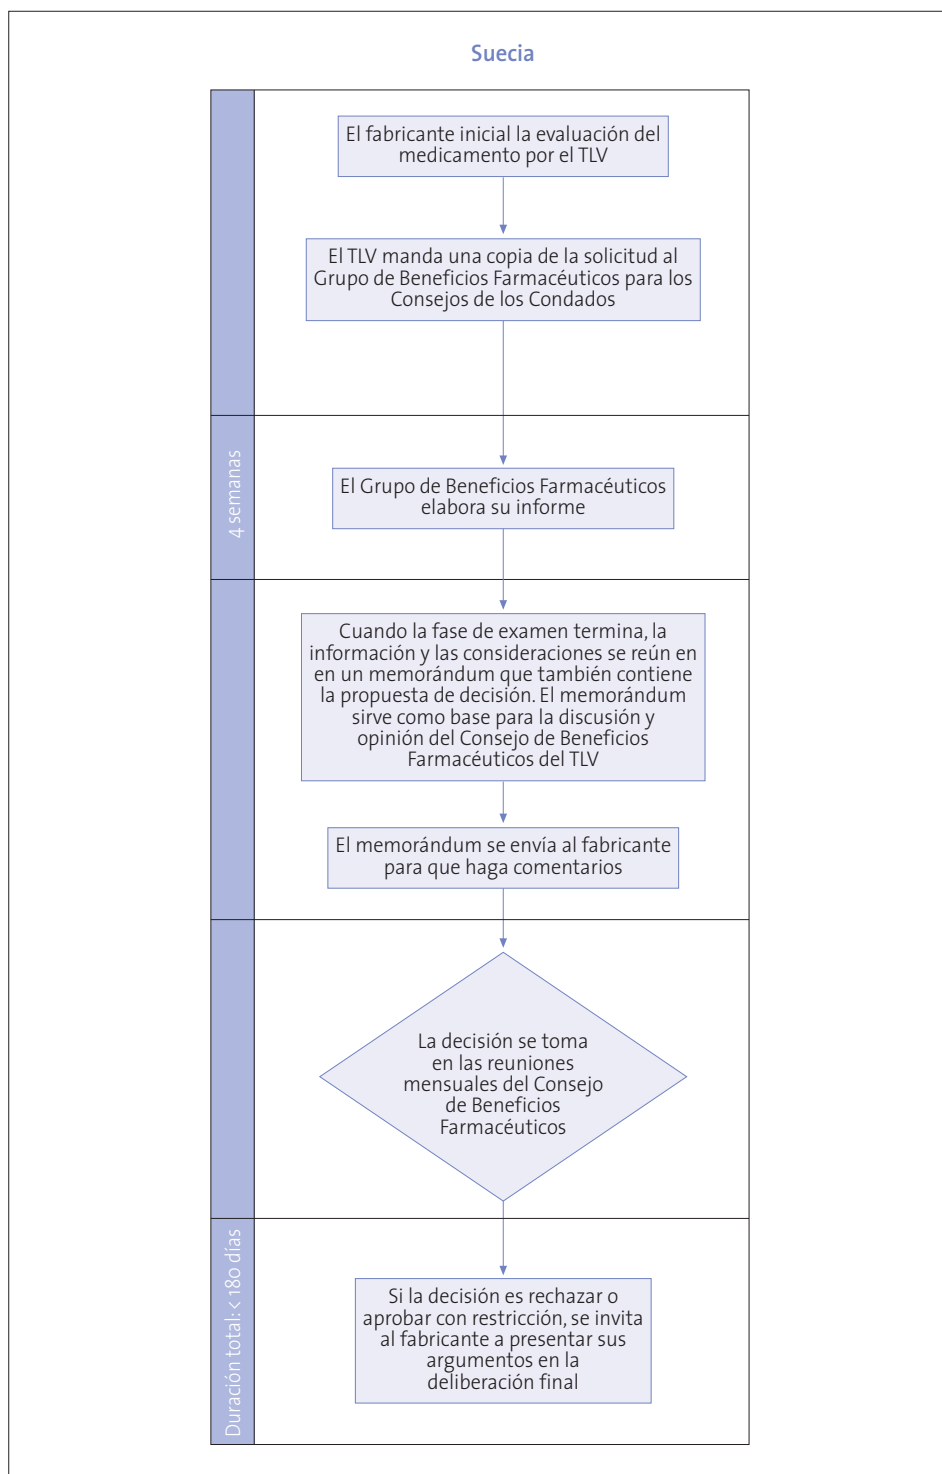 Suecia
El fabricante inicial la evaluación del
medicamento por el TLV
El TLV manda una copia de la solicitud al
Grupo de Beneficios Farmacéuticos para los
Consejos de los Condados
4 semanas
El Grupo de Beneficios Farmacéuticos
elabora su informe
Cuando la fase de examen termina, la
información y las consideraciones se reún en
en un memorándum que también contiene
la propuesta de decisión. El memorándum
sirve como base para la discusión y
opinión del Consejo de Beneficios
Farmacéuticos del TLV
El memorándum se envía al fabricante
para que haga comentarios
La decisión se toma
en las reuniones
mensuales del Consejo
de Beneficios
Farmacéuticos
Duración total: < 180 días
Si la decisión es rechazar o
aprobar con restricción, se invita
al fabricante a presentar sus
argumentos en la
deliberación final